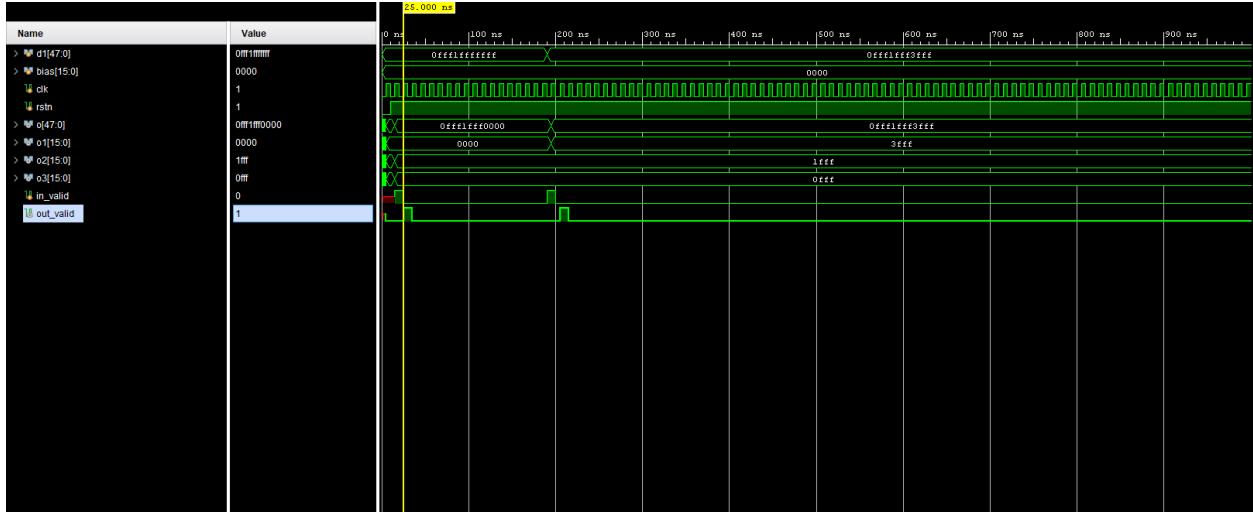 25.000 ns
Name Value
0 ns 100 ns 200 ns 300 ns 400 ns 500 ns 600 ns 700 ns 800 ns 900 ns
d1[47:0] 0fff1fffffff 0fff1fffffff 0fff1fff3fff
bias[15:0] 0000 0000
clk 1
rstn 1
o[47:0] 0fff1fff0000 0fff1fff0000 0fff1fff3fff
o1[15:0] 0000 0000 3fff
o2[15:0] 1fff 1fff
o3[15:0] 0fff 0fff
in_valid 0
out_valid 1